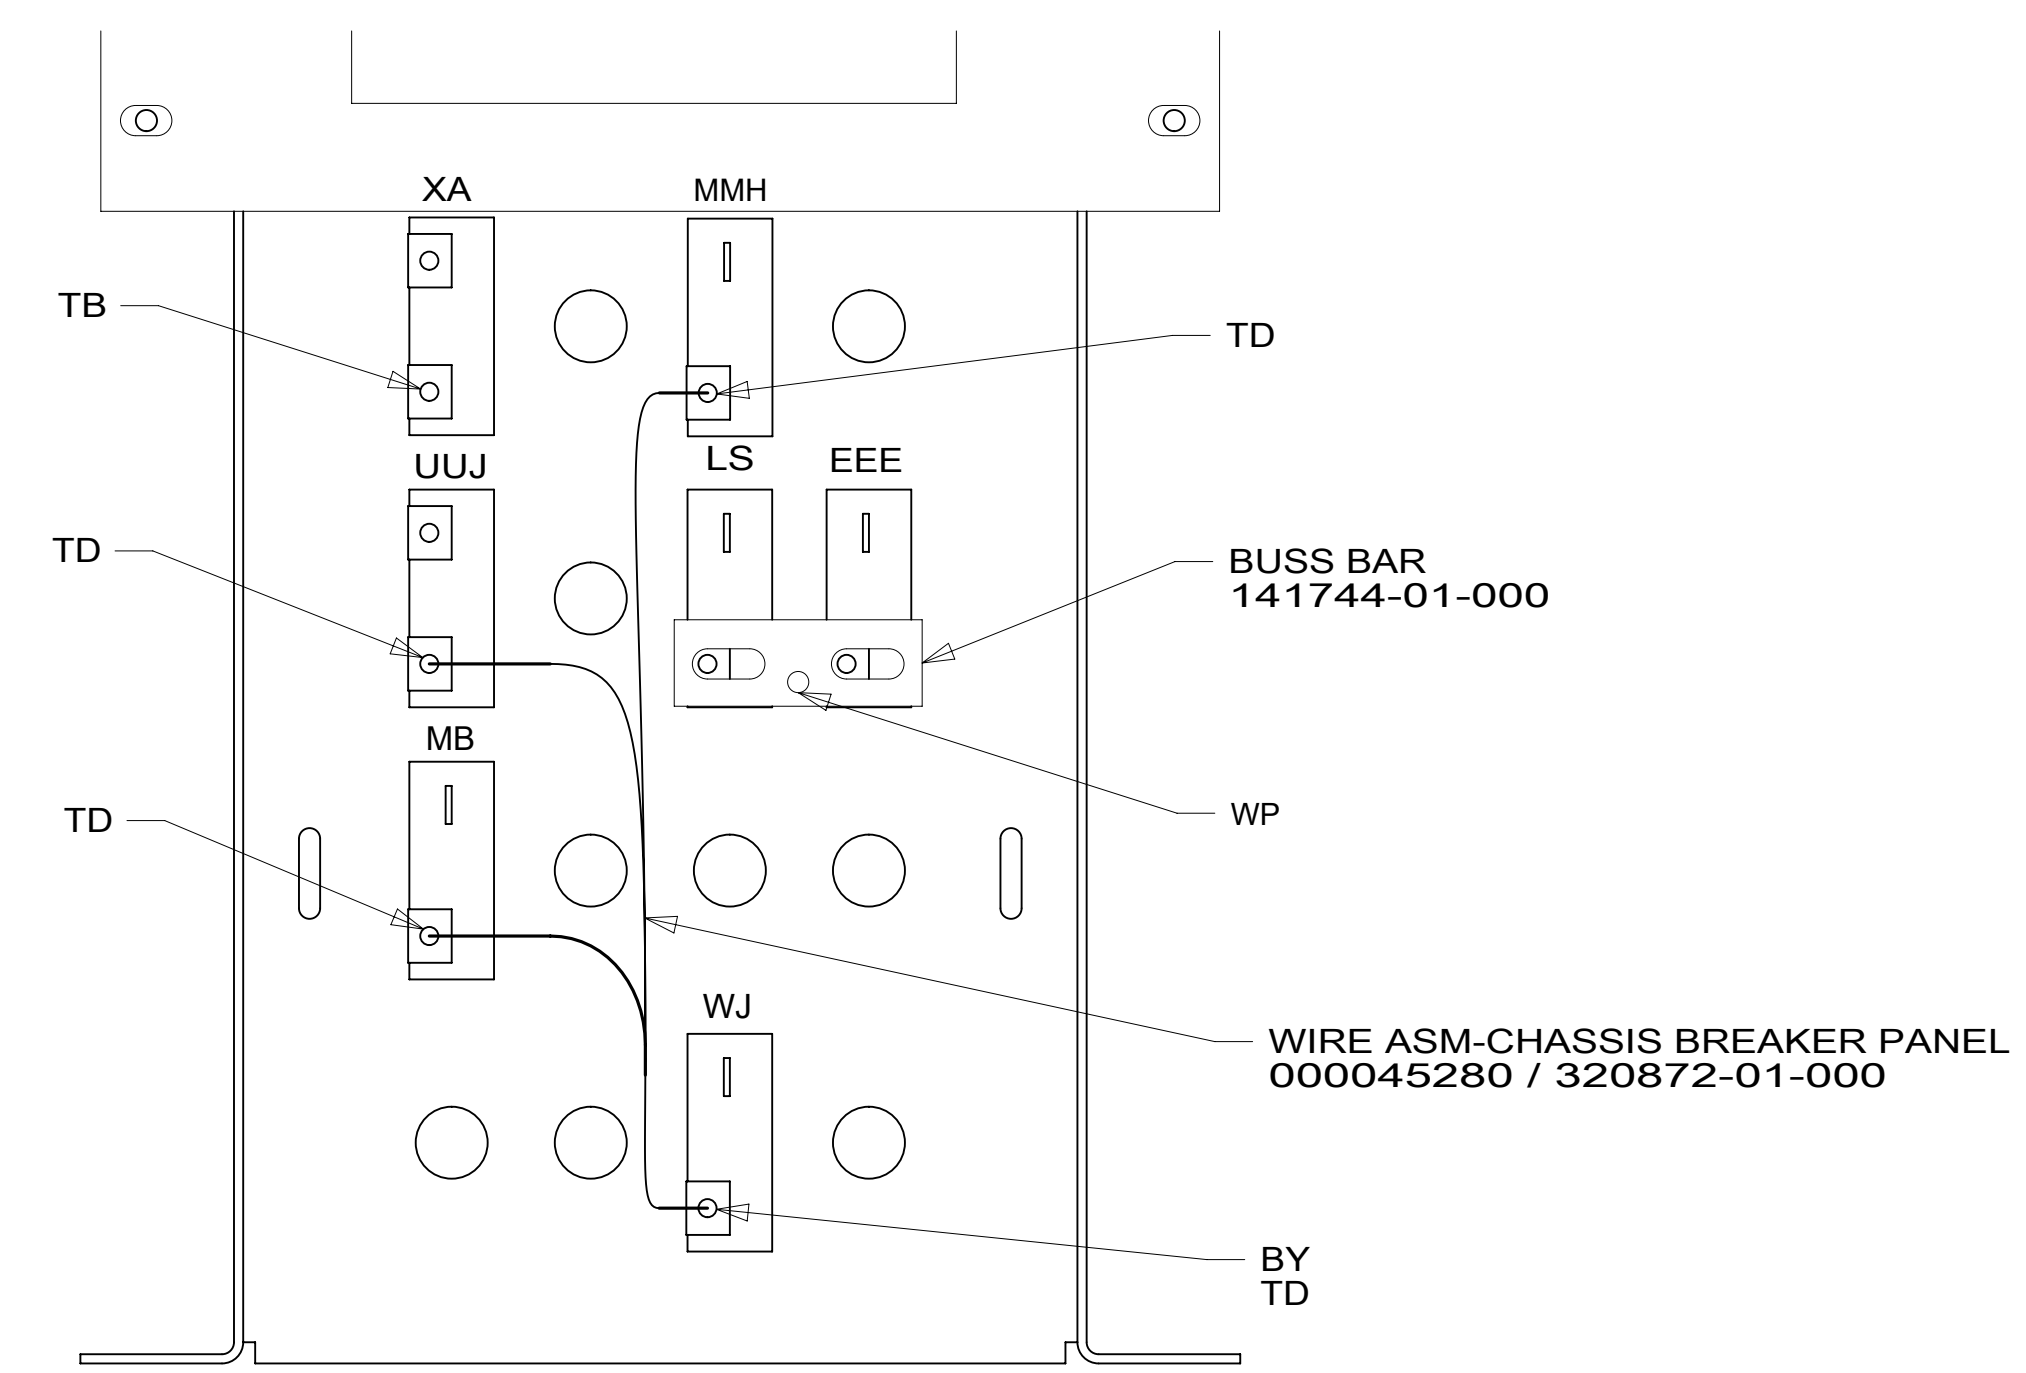 XA
MMH
TB
TD
UUJ
LS
EEE
TD
BUSS BAR
141744-01-000
MB
WP
TD
WJ
WIRE ASM-CHASSIS BREAKER PANEL
000045280 / 320872-01-000
BY
TD